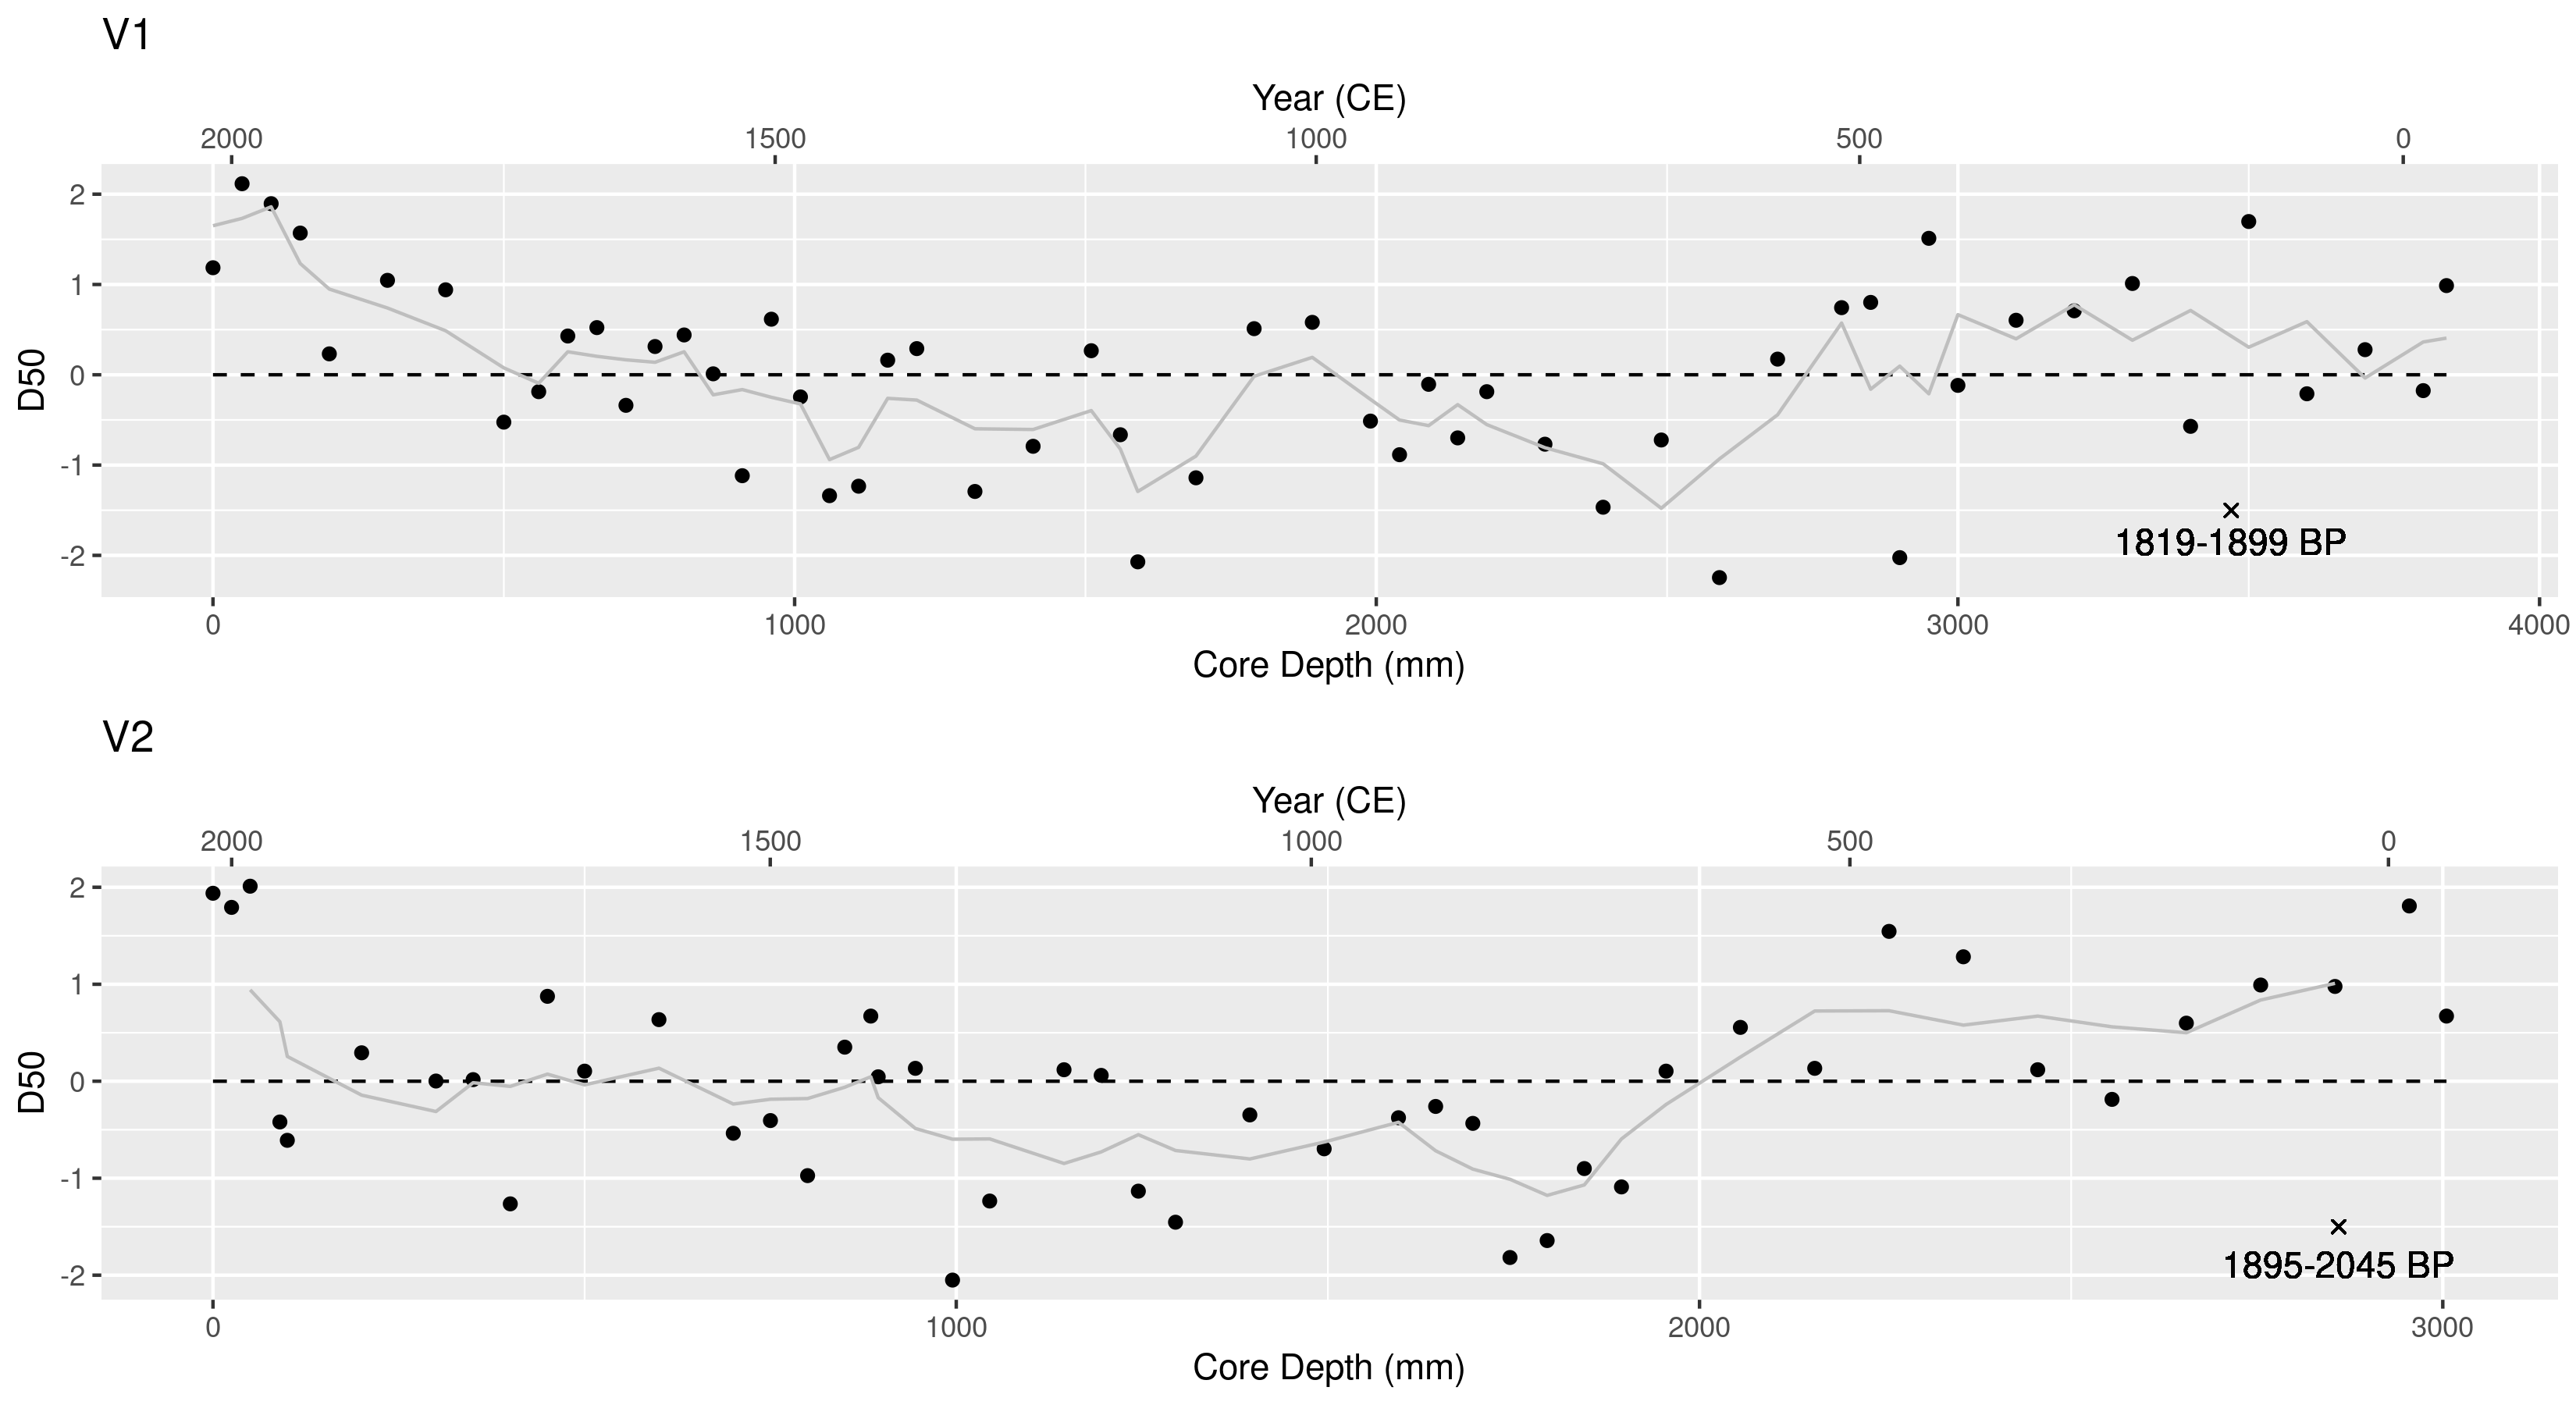 V1
Year (CE)
2000 1500 1000 500 0
2
1
0
-1
-2
D50
1819-1899 BP
0 1000 2000 3000 4000
Core Depth (mm)
V2
Year (CE)
2000 1500 1000 500 0
2
1
0
-1
-2
D50
1895-2045 BP
0 1000 2000 3000
Core Depth (mm)